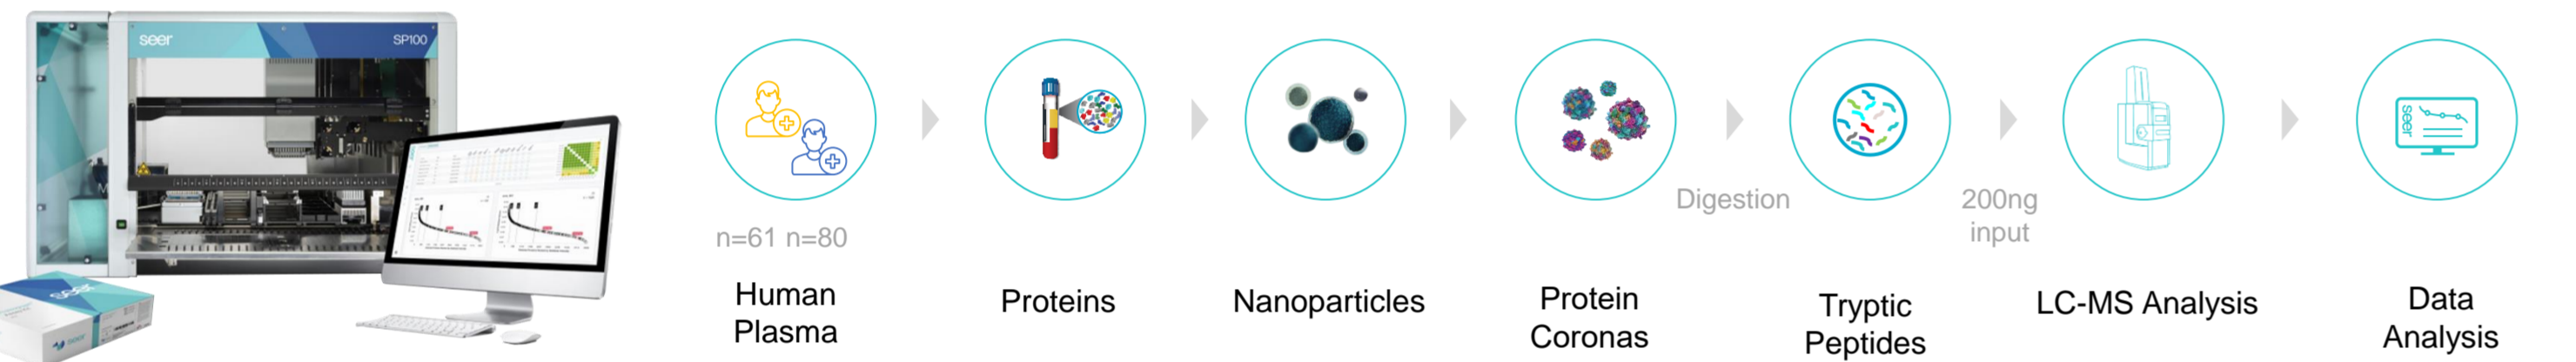 seer
SP100
seer
seer
n=61 n=80
Human
Plasma
Proteins
Nanoparticles
Protein
Coronas
Digestion
Tryptic
Peptides
200ng
input
LC-MS Analysis
seer
Data
Analysis